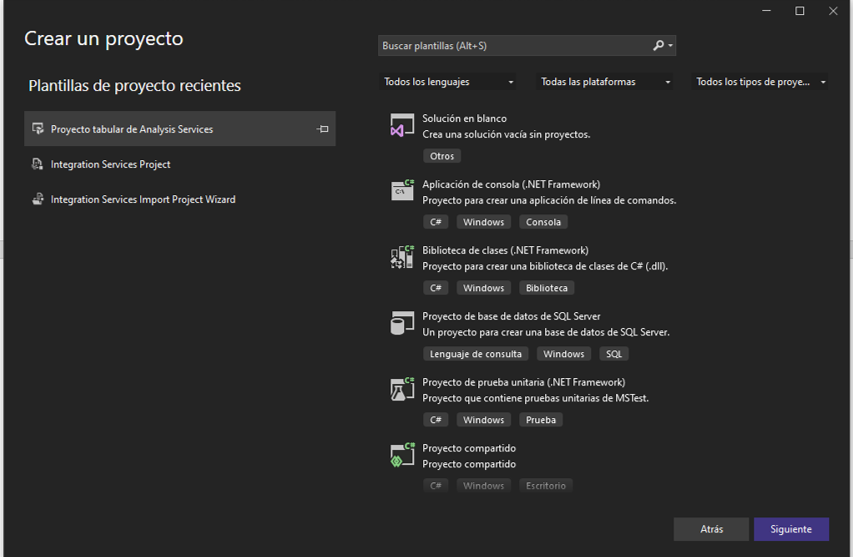 Crear un proyecto
Plantillas de proyecto recientes
Proyecto tabular de Analysis Services
Integration Services Project
Integration Services Import Project Wizard
Buscar plantillas (Alt+S)
Todos los lenguajes
Todas las plataformas
Todos los tipos de proye...
Solución en blanco
Crea una solución vacía sin proyectos.
Otros
C#
Aplicación de consola (.NET Framework)
Proyecto para crear una aplicación de línea de comandos.
C# Windows Consola
C#
Biblioteca de clases (.NET Framework)
Proyecto para crear una biblioteca de clases de C# (.dll).
C# Windows Biblioteca
Proyecto de base de datos de SQL Server
Un proyecto para crear una base de datos de SQL Server.
Lenguaje de consulta Windows SQL
C#
Proyecto de prueba unitaria (.NET Framework)
Proyecto que contiene pruebas unitarias de MSTest.
C# Windows Prueba
C#
Proyecto compartido
Proyecto compartido
C# Windows Escritorio
Atrás
Siguiente